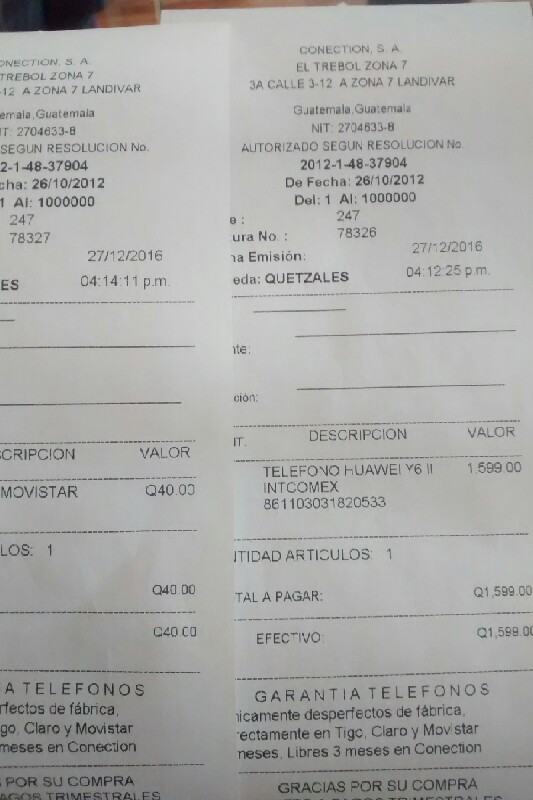 ONECTION, S. A.
TREBOL ZONA 7
-12 A ZONA 7 LANDIVAR
emala,Guatemala
IT: 2704633-8
SEGUN RESOLUCION No.
2-1-48-37904
cha: 26/10/2012
1 Al: 1000000
247
78327
27/12/2016
ES 04:14:11 p.m.
SCRIPCION VALOR
MOVISTAR Q40.00
LOS: 1
Q40.00
Q40.00
A TELEFONOS
rfectos de fábrica,
go, Claro y Movistar
meses en Conection
S POR SU COMPRA
AGOS TRIMESTRALES
CONECTION, S. A.
EL TREBOL ZONA 7
3A CALLE 3-12 A ZONA 7 LANDIVAR
Guatemala,Guatemala
NIT: 2704633-8
AUTORIZADO SEGUN RESOLUCION No.
2012-1-48-37904
De Fecha: 26/10/2012
Del: 1 Al: 1000000
e : 247
ura No. : 78326
na Emisión: 27/12/2016
eda: QUETZALES 04:12:25 p.m.
nte:
ción:
IT. DESCRIPCION VALOR
TELEFONO HUAWEI Y6 II 1,599.00
INTCOMEX
861103031820533
NTIDAD ARTICULOS: 1
TAL A PAGAR: Q1,599.00
EFECTIVO: Q1,599.00
GARANTIA TELEFONOS
nicamente desperfectos de fábrica,
rectamente en Tigo, Claro y Movistar
meses, Libres 3 meses en Conection
GRACIAS POR SU COMPRA